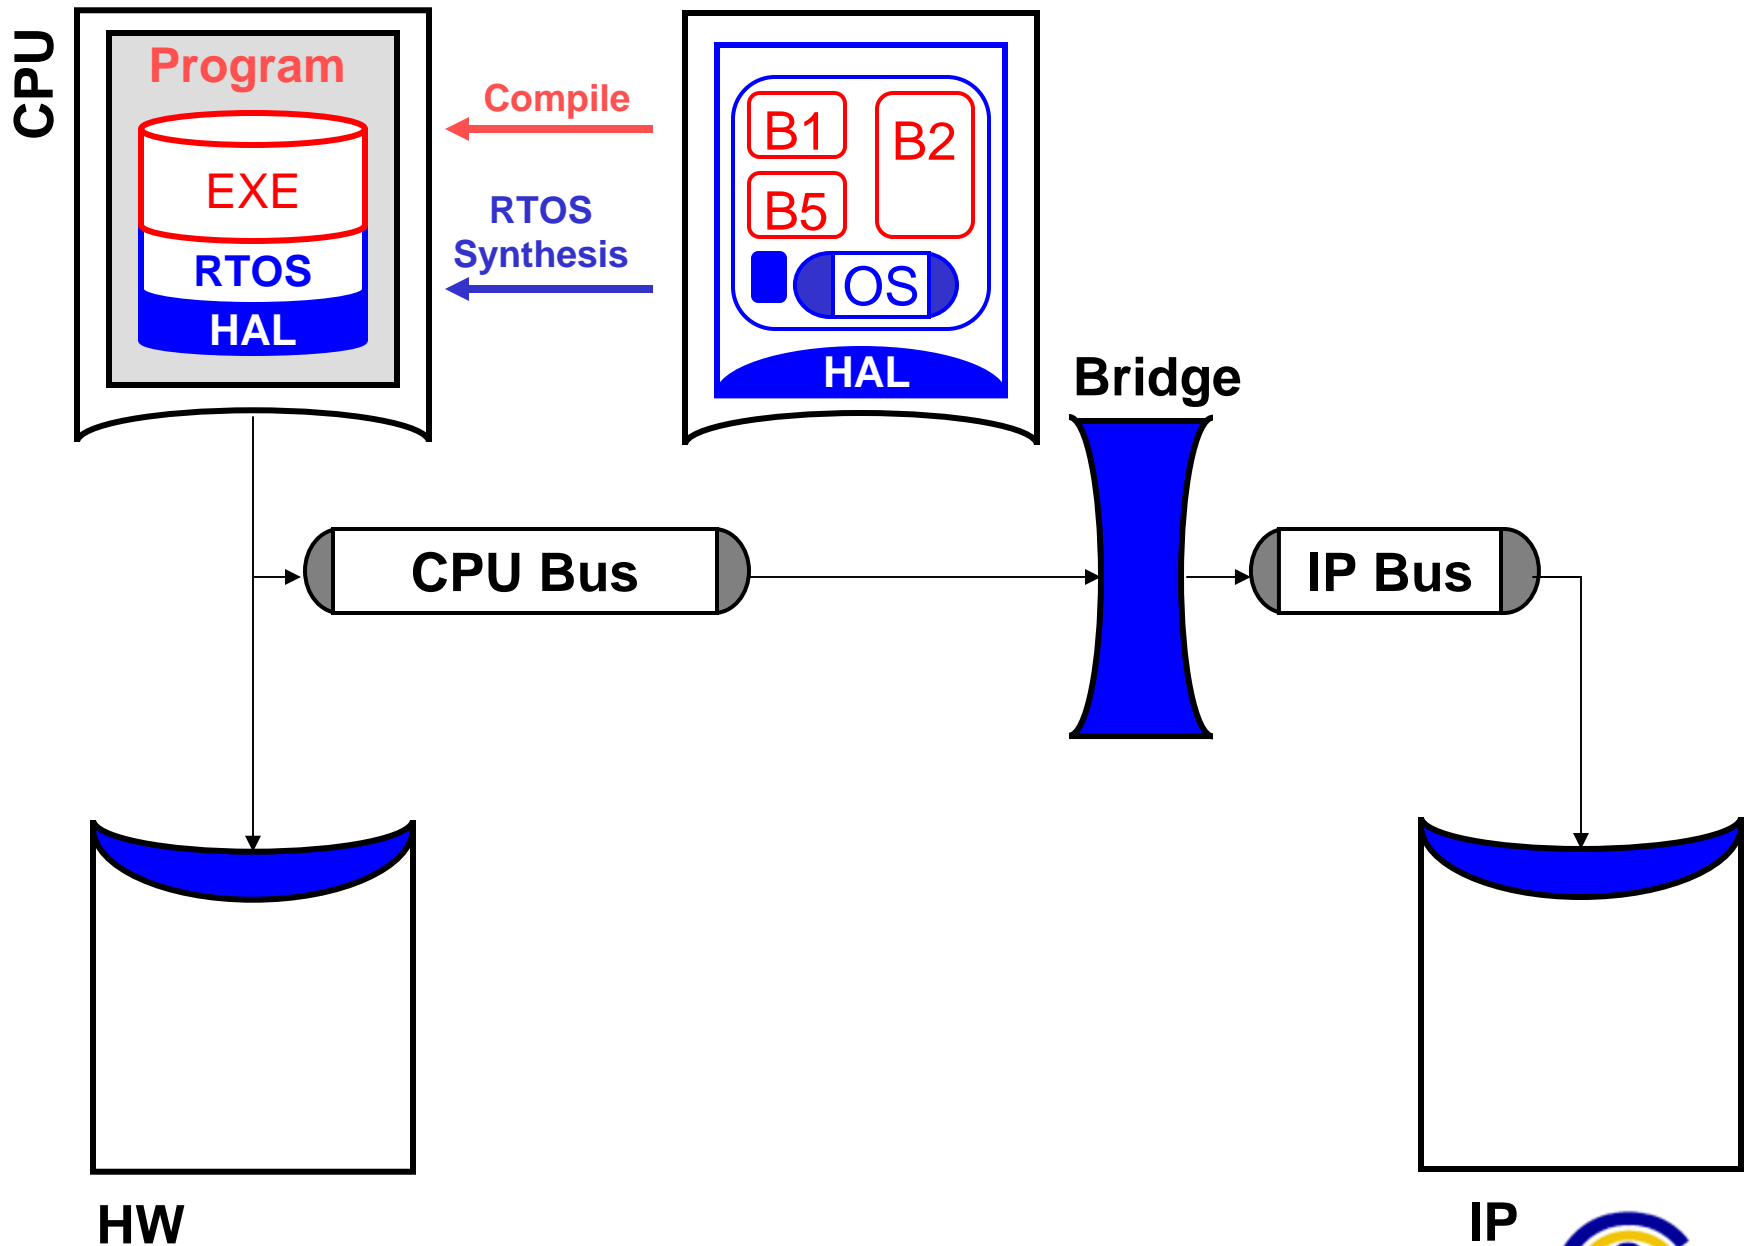 CPU
Program
EXE
RTOS
HAL
Compile
RTOS
Synthesis
B1
B2
B5
OS
HAL
Bridge
CPU Bus
IP Bus
HW
IP